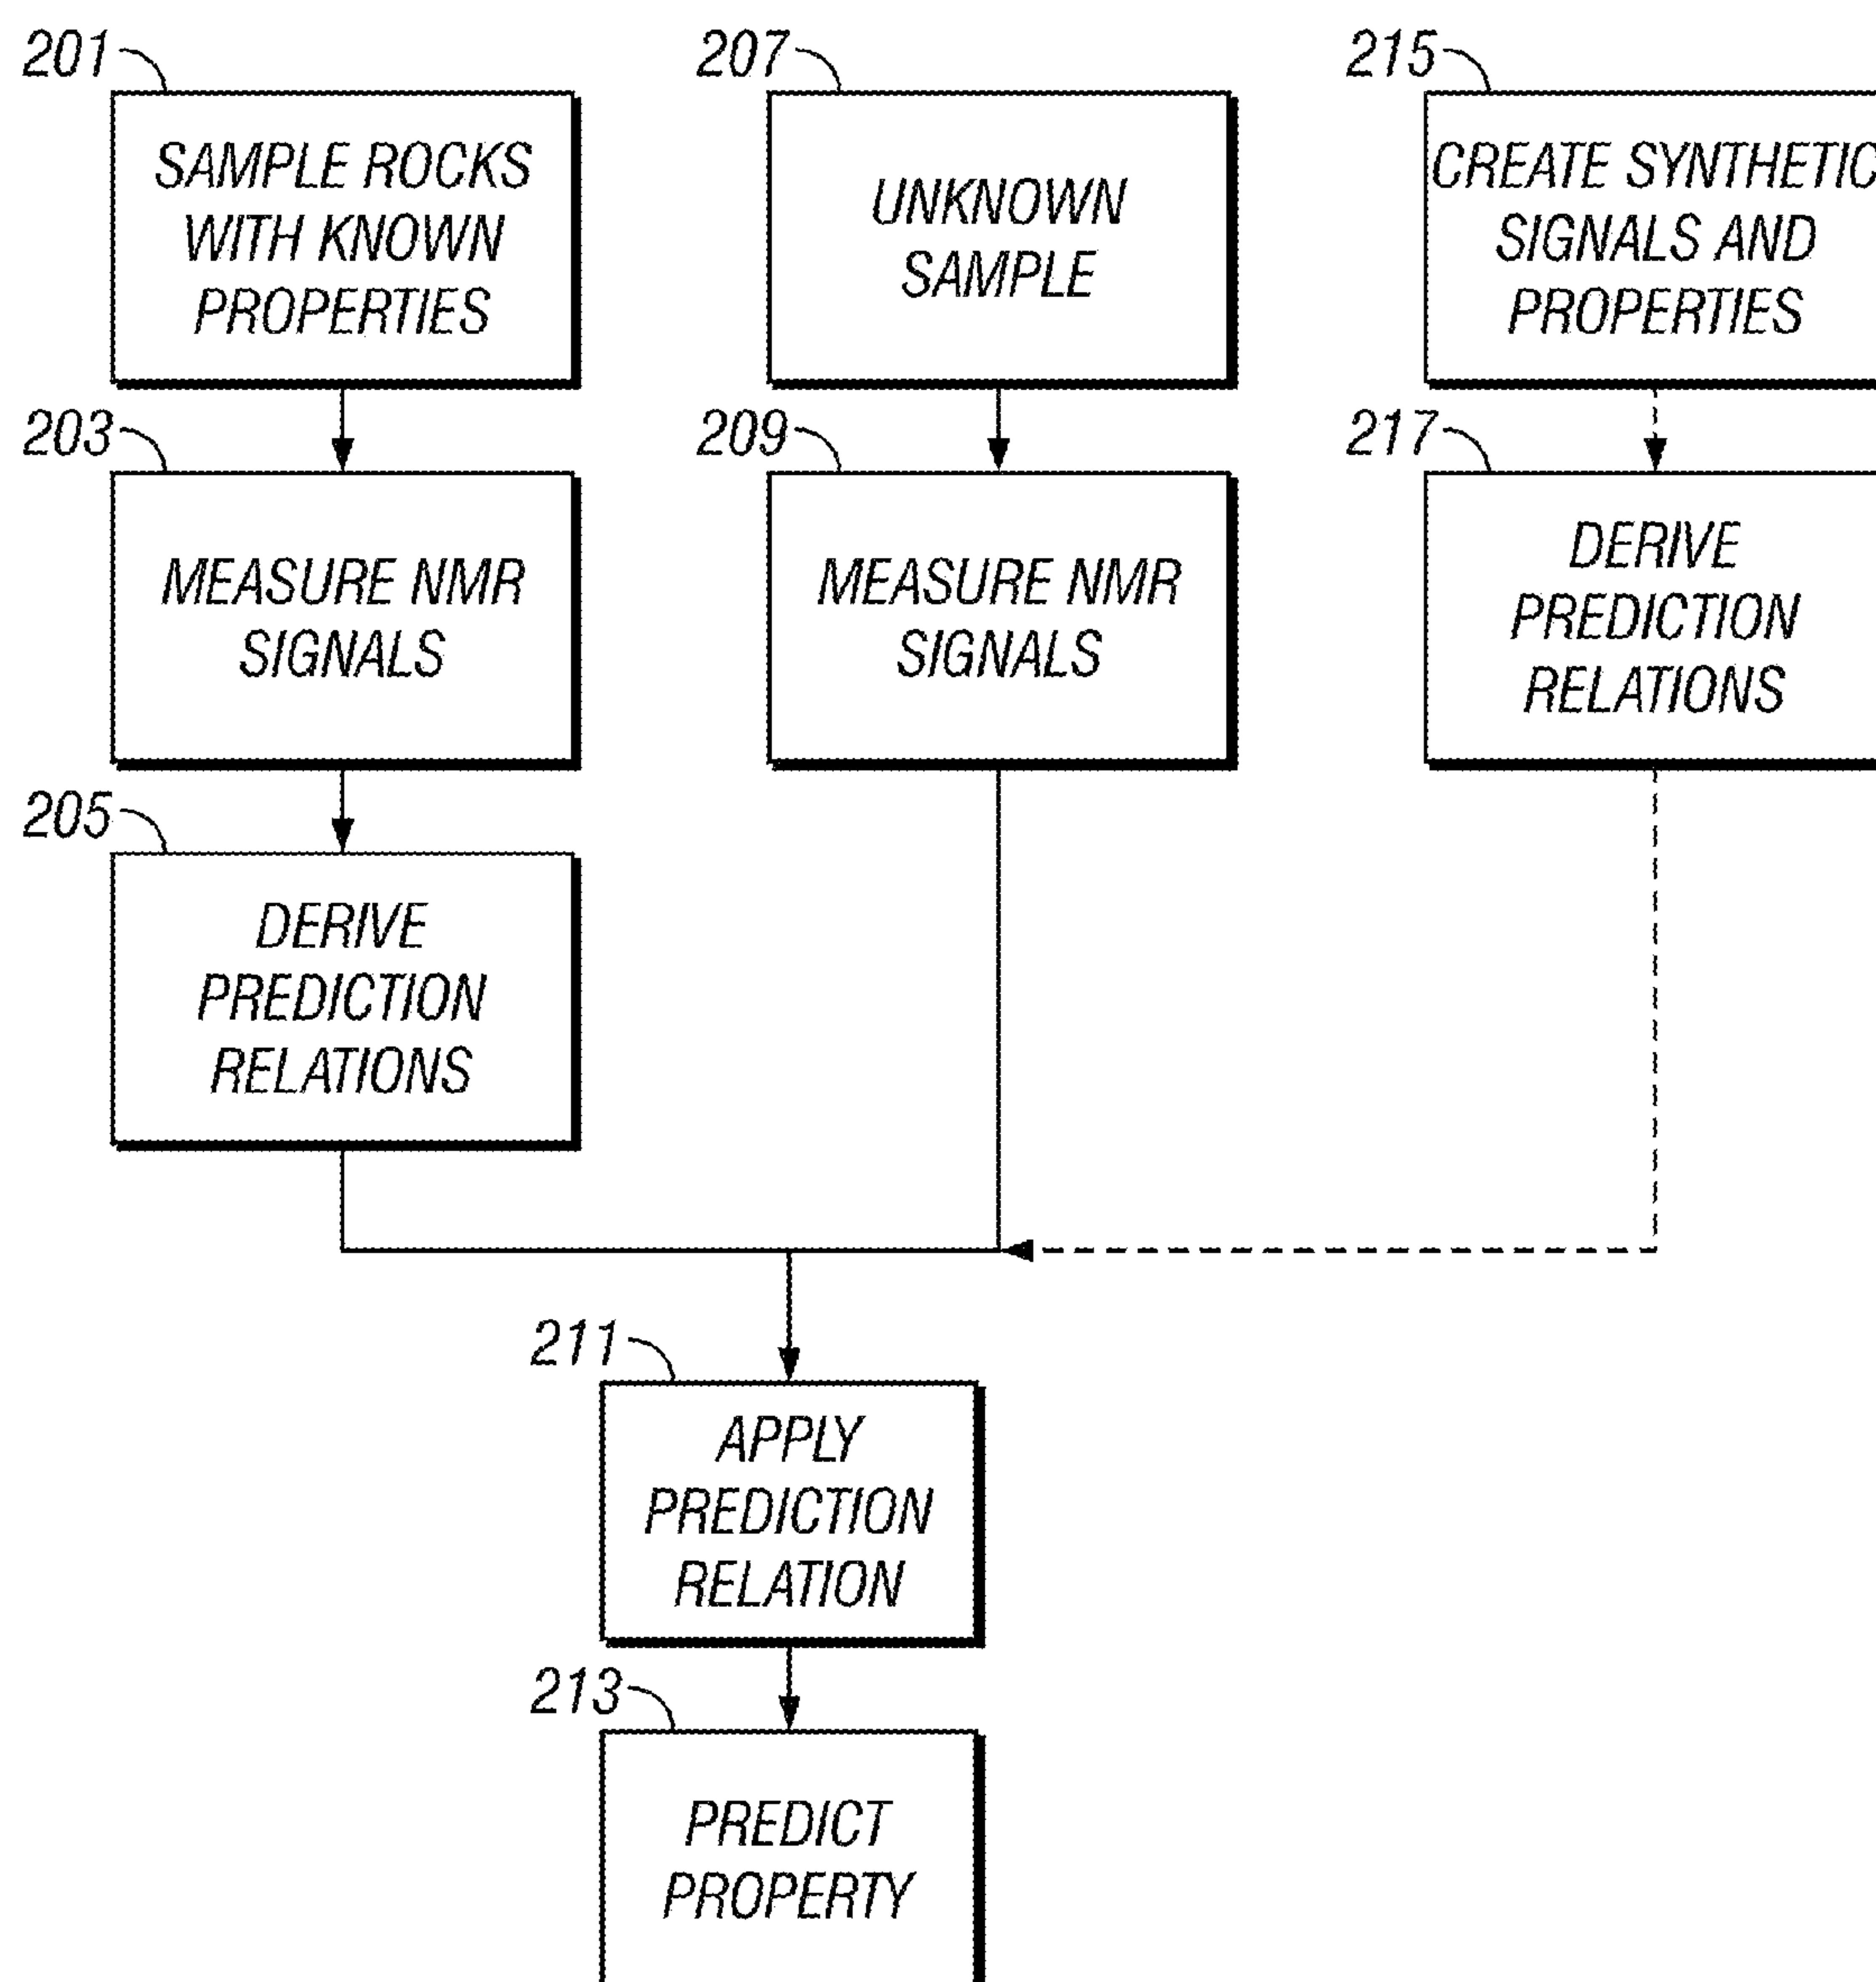 201
SAMPLE ROCKS
WITH KNOWN
PROPERTIES
203
MEASURE NMR
SIGNALS
205
DERIVE
PREDICTION
RELATIONS
207
UNKNOWN
SAMPLE
209
MEASURE NMR
SIGNALS
215
CREATE SYNTHETIC
SIGNALS AND
PROPERTIES
217
DERIVE
PREDICTION
RELATIONS
211
APPLY
PREDICTION
RELATION
213
PREDICT
PROPERTY